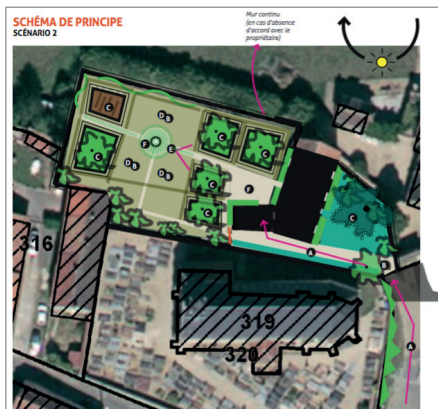 SCHÉMA DE PRINCIPE
SCÉNARIO 2
Mur continu
(en cas d'absence
d'accord avec le
propriétaire)
C
D B
C
C
C
F
E
D B
D B
C
F
C
C
A
B
316
319
320
A